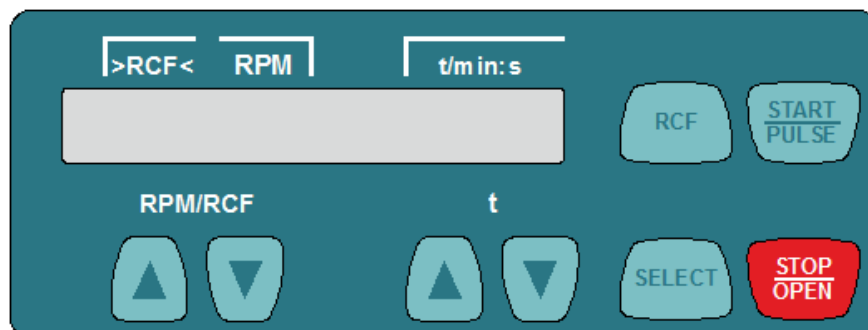 >RCF< RPM t/min:s
RCF
START
PULSE
RPM/RCF t
SELECT
STOP
OPEN